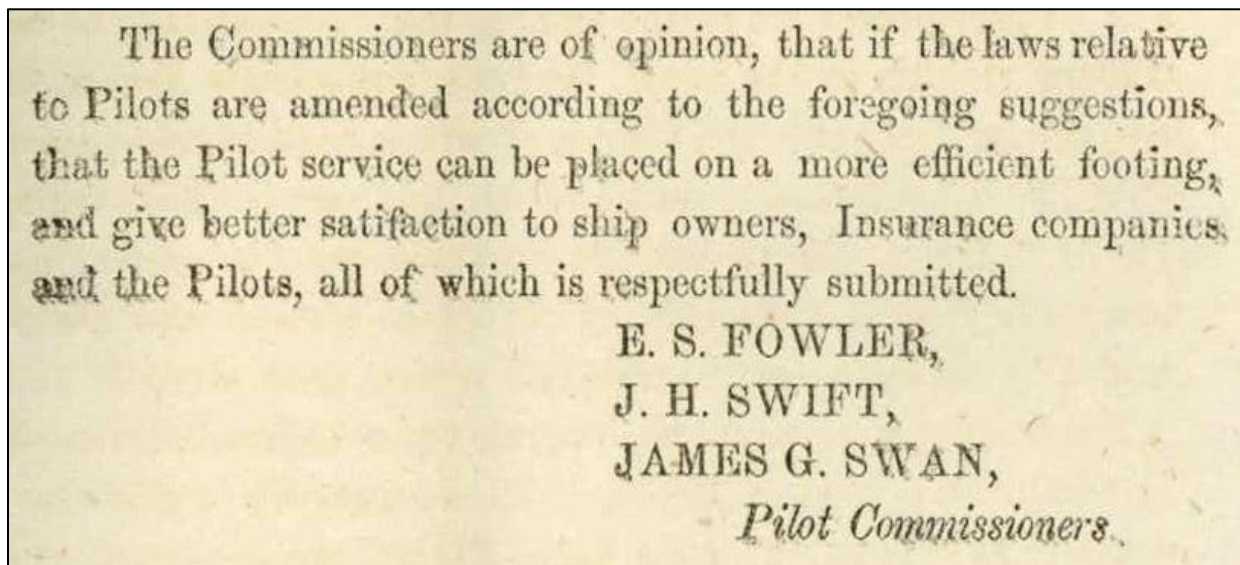 The Commissioners are of opinion, that if the laws relative
to Pilots are amended according to the foregoing suggestions,
that the Pilot service can be placed on a more efficient footing,
and give better satifaction to ship owners, Insurance companies
and the Pilots, all of which is respectfully submitted.
E. S. FOWLER,
J. H. SWIFT,
JAMES G. SWAN,
Pilot Commissioners.